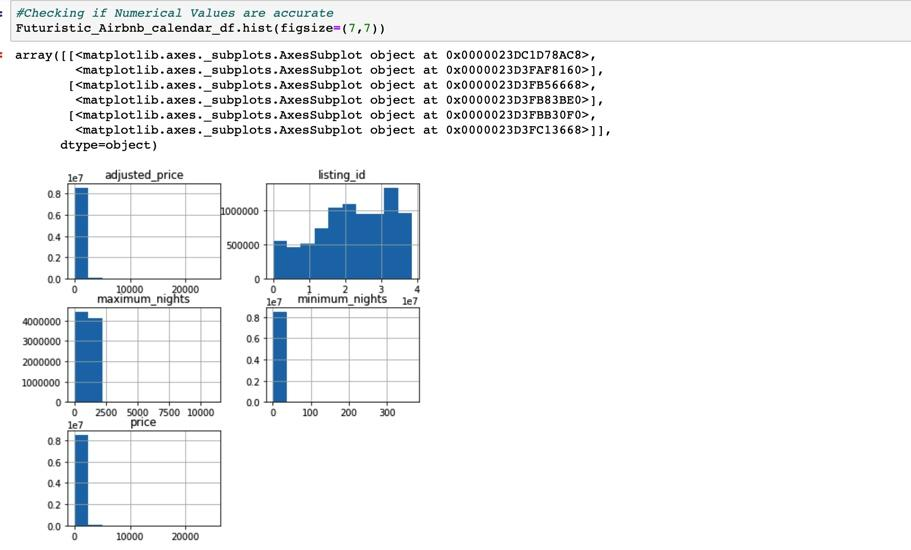 #Checking if Numerical Values are accurate
Futuristic_Airbnb_calendar_df.hist(figsize=(7,7))
array([[<matplotlib.axes._subplots.AxesSubplot object at 0x0000023DC1D78AC8>,
<matplotlib.axes._subplots.AxesSubplot object at 0x0000023D3FAF8160>],
[<matplotlib.axes._subplots.AxesSubplot object at 0x0000023D3FB56668>,
<matplotlib.axes._subplots.AxesSubplot object at 0x0000023D3FB83BE0>],
[<matplotlib.axes._subplots.AxesSubplot object at 0x0000023D3FBB30F0>,
<matplotlib.axes._subplots.AxesSubplot object at 0x0000023D3FC13668>]],
dtype=object)
1e7 adjusted_price
0.8
0.6
0.4
0.2
0.0
0 10000 20000
listing_id
1000000
500000
0
0 1 2 3 4
1e7
maximum_nights
4000000
3000000
2000000
1000000
0
0 2500 5000 7500 10000
1e7 minimum_nights
0.8
0.6
0.4
0.2
0.0
0 100 200 300
1e7 price
0.8
0.6
0.4
0.2
0.0
0 10000 20000